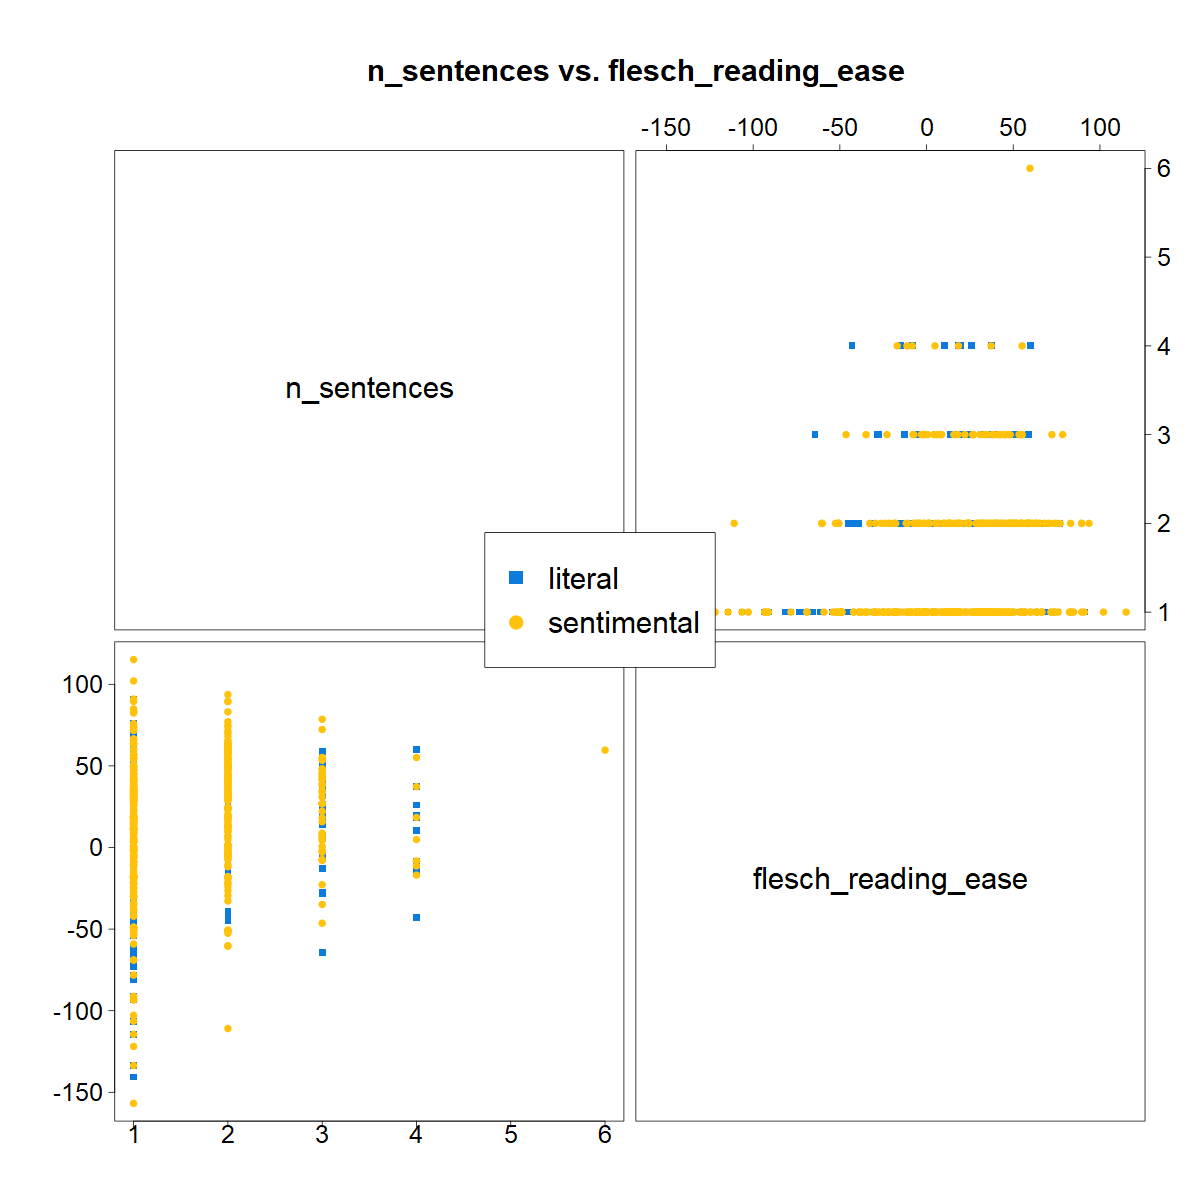 n_sentences vs. flesch_reading_ease
-150 -100 -50 0 50 100
6
5
n_sentences
4
3
2
1
literal
sentimental
100
50
0
-50
-100
-150
flesch_reading_ease
1 2 3 4 5 6